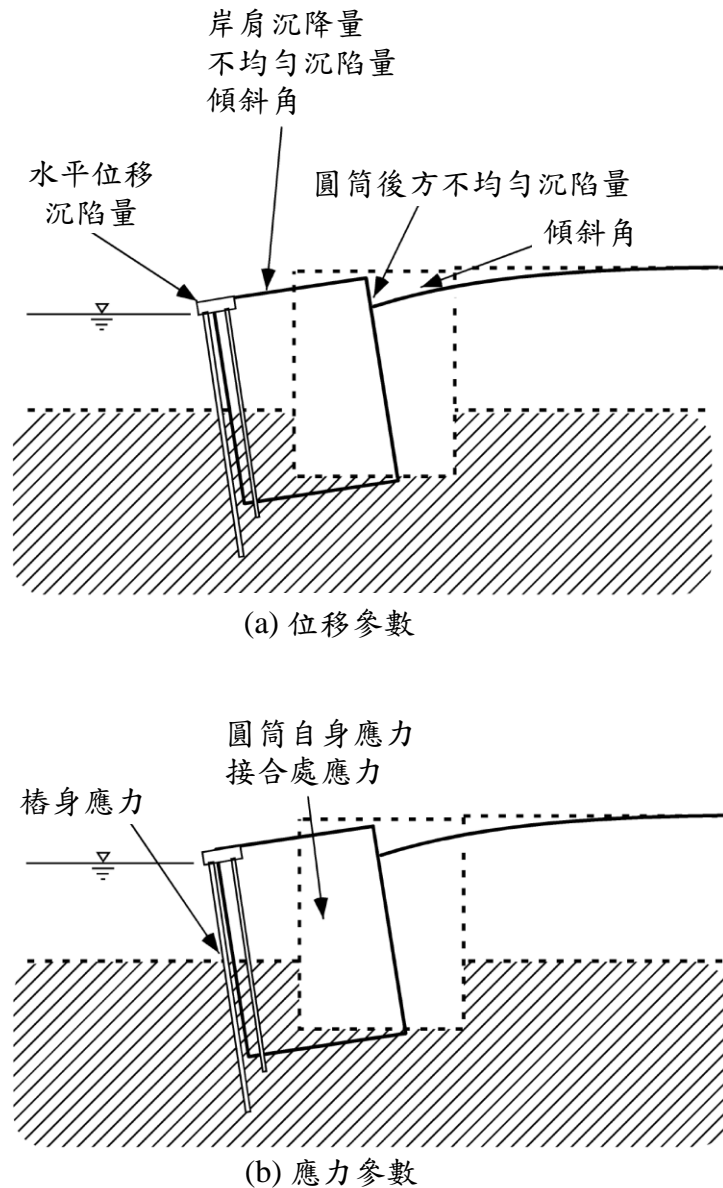 岸肩沉降量
不均勻沉陷量
傾斜角
水平位移
沉陷量
圓筒後方不均勻沉陷量
傾斜角
(a) 位移參數
圓筒自身應力
接合處應力
樁身應力
(b) 應力參數